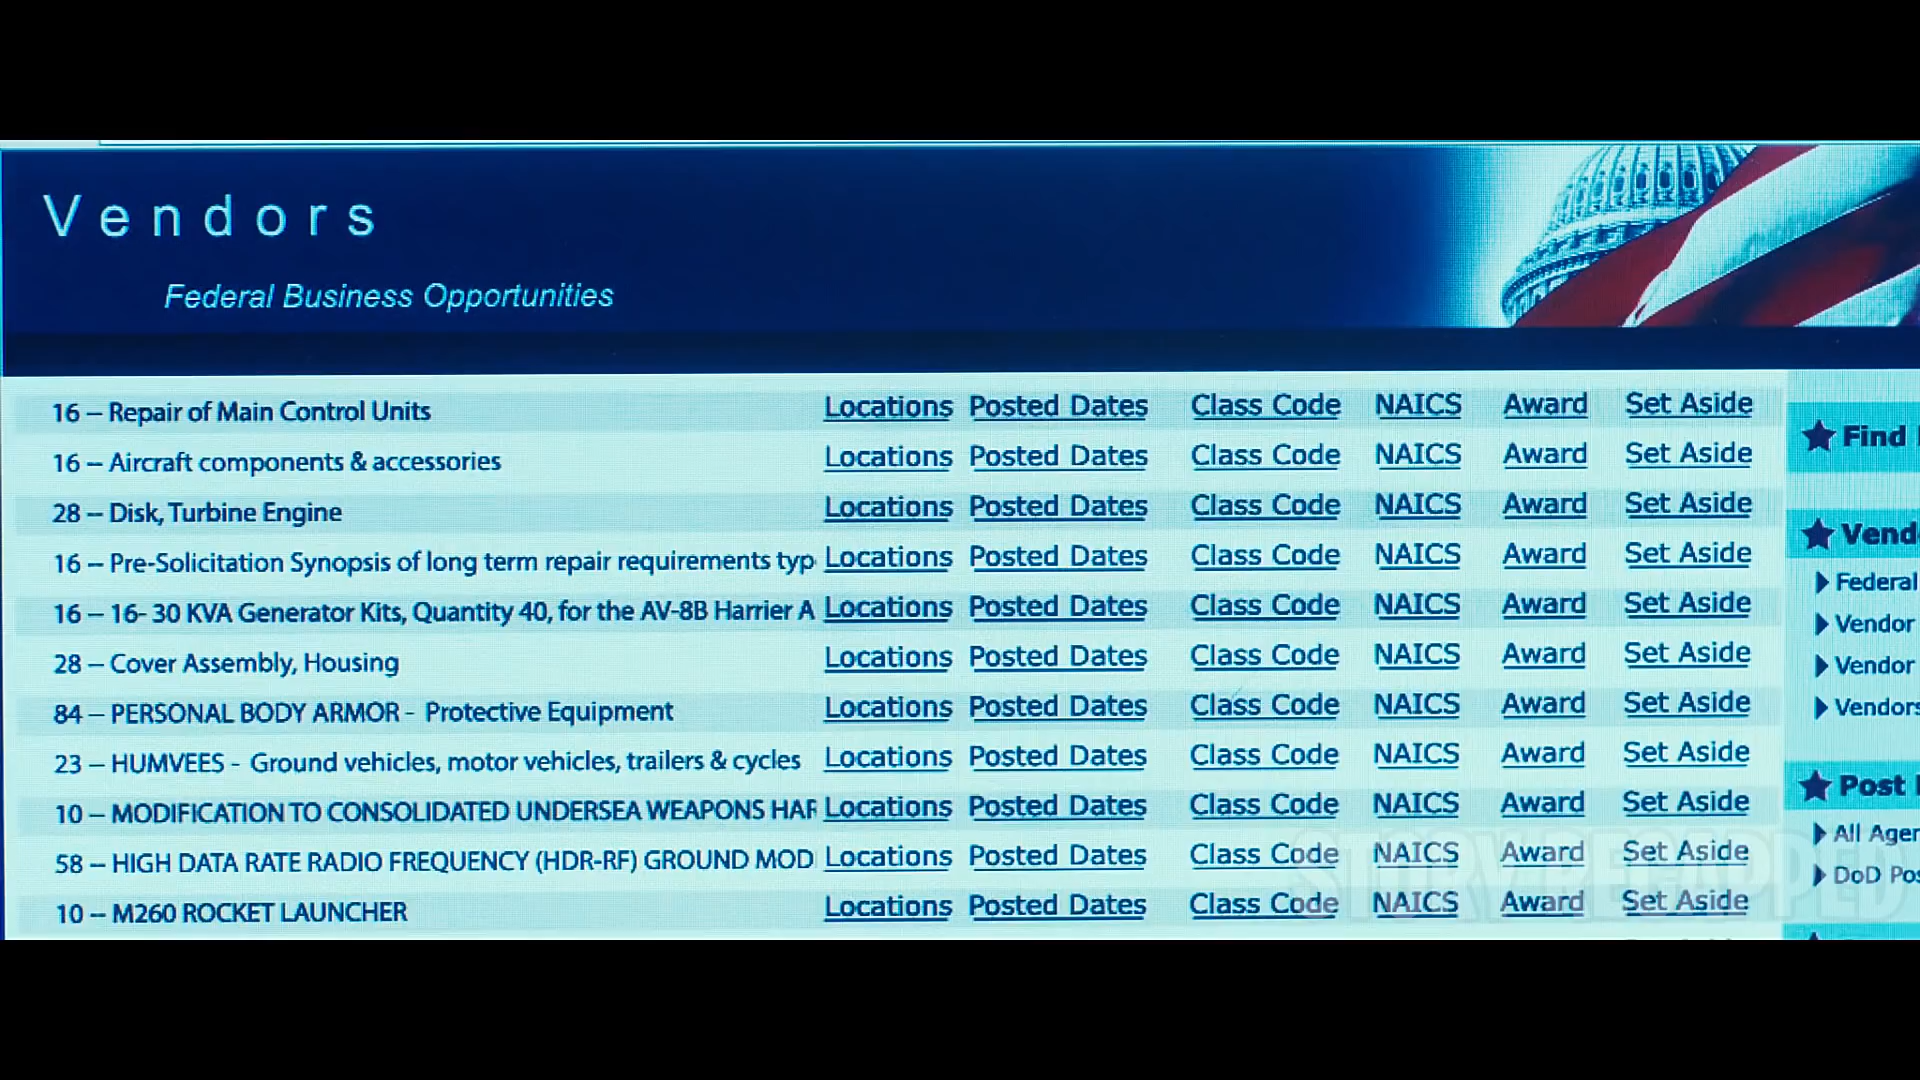 Vendors
Federal Business Opportunities
16 – Repair of Main Control Units Locations Posted Dates Class Code NAICS Award Set Aside
16 – Aircraft components & accessories Locations Posted Dates Class Code NAICS Award Set Aside
28 – Disk, Turbine Engine Locations Posted Dates Class Code NAICS Award Set Aside
16 – Pre-Solicitation Synopsis of long term repair requirements typ Locations Posted Dates Class Code NAICS Award Set Aside
16 – 16- 30 KVA Generator Kits, Quantity 40, for the AV-8B Harrier A Locations Posted Dates Class Code NAICS Award Set Aside
28 – Cover Assembly, Housing Locations Posted Dates Class Code NAICS Award Set Aside
84 – PERSONAL BODY ARMOR - Protective Equipment Locations Posted Dates Class Code NAICS Award Set Aside
23 – HUMVEES - Ground vehicles, motor vehicles, trailers & cycles Locations Posted Dates Class Code NAICS Award Set Aside
10 – MODIFICATION TO CONSOLIDATED UNDERSEA WEAPONS HAR Locations Posted Dates Class Code NAICS Award Set Aside
58 – HIGH DATA RATE RADIO FREQUENCY (HDR-RF) GROUND MOD Locations Posted Dates Class Code NAICS Award Set Aside
10 – M260 ROCKET LAUNCHER Locations Posted Dates Class Code NAICS Award Set Aside
Find
Vend
Federal
Vendor
Vendor
Vendors
Post
All Agen
DoD Pos
STORY RECAPPED